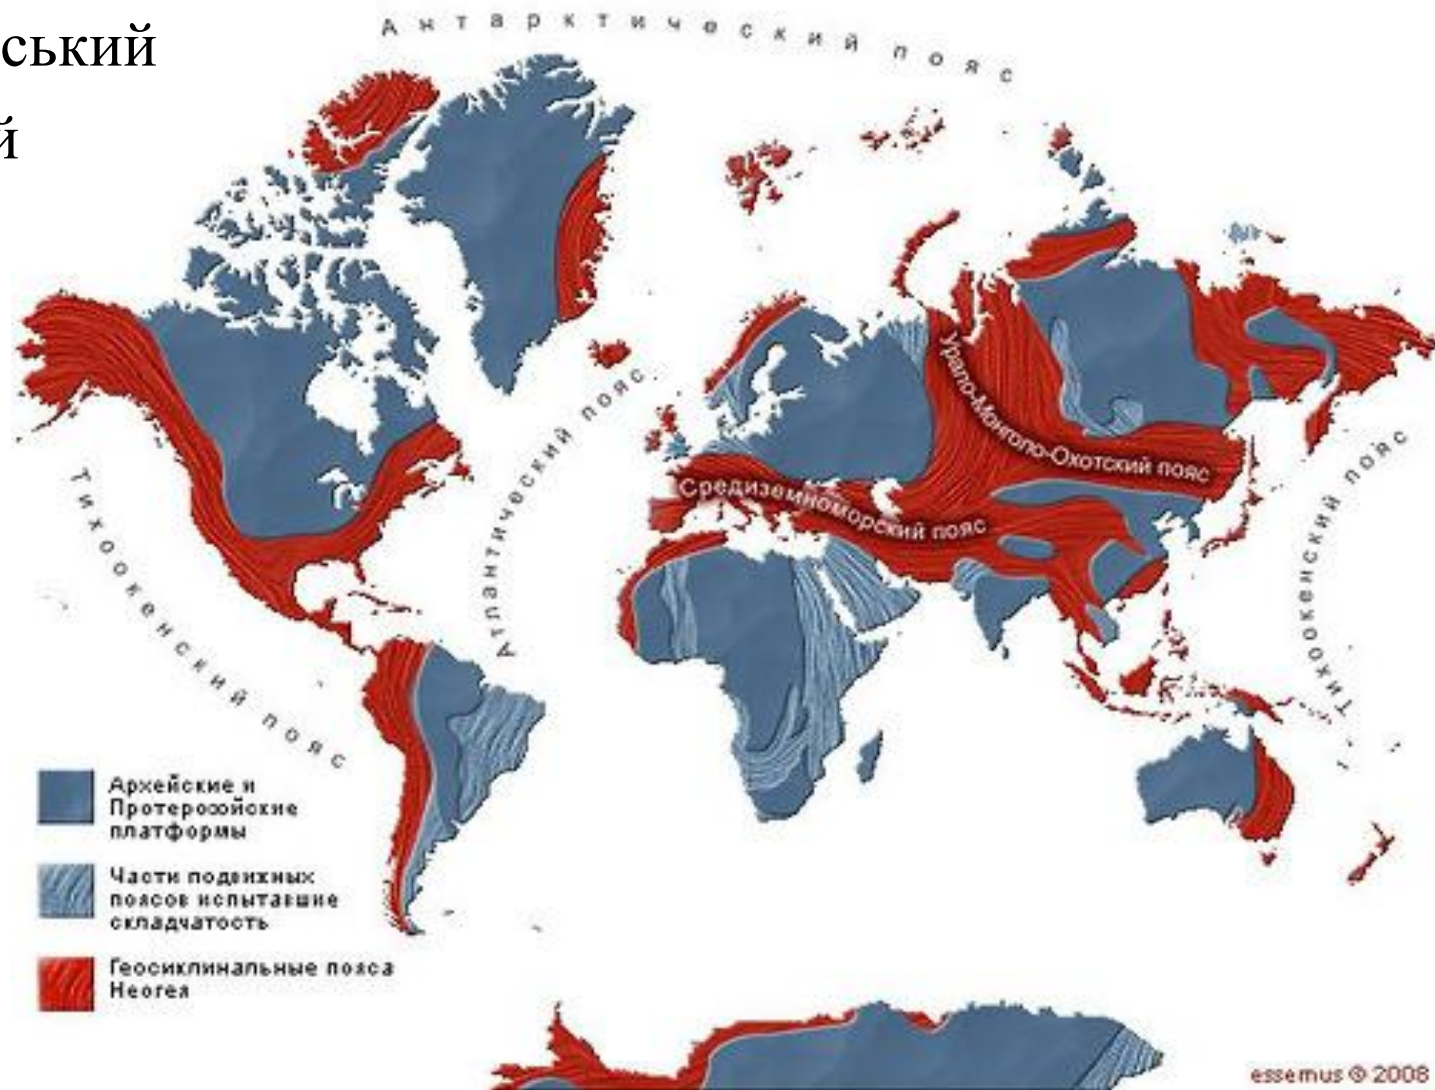 ський
й
Антарктический пояс
Атлантический пояс
Тихоокенский пояс
Тихоокенский пояс
Урало-Монголо-Охотский пояс
Средиземноморский пояс
Архейские и
Протерозойские
платформы
Части подвижных
поясов испытавшие
складчатость
Геосиклинальные пояса
Неогея
essemus © 2008